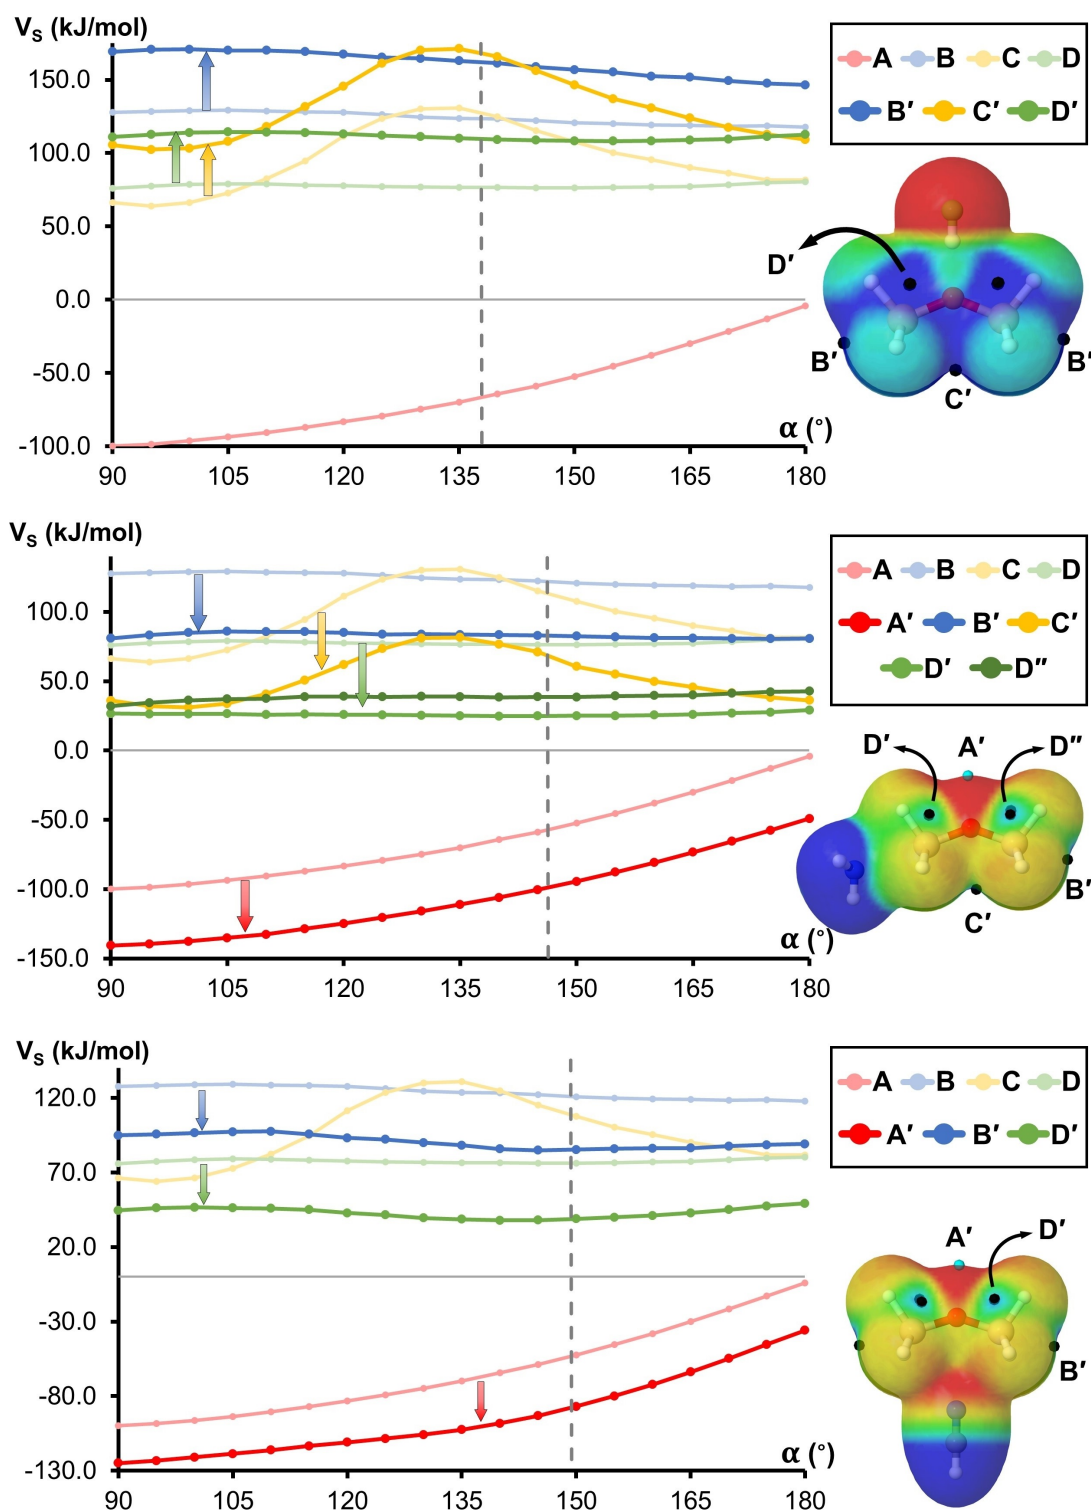 Vs (kJ/mol)
A B C D
B′ C′ D′
150.0
100.0
50.0
0.0
-50.0
-100.0
α (°)
90 105 120 135 150 165 180
D′
B′ B′
C′
Vs (kJ/mol)
A B C D
A′ B′ C′
D′ D″
100.0
50.0
0.0
-50.0
-100.0
-150.0
α (°)
90 105 120 135 150 165 180
D′ A′ D″
B′
C′
Vs (kJ/mol)
A B C D
A′ B′ D′
120.0
70.0
20.0
-30.0
-80.0
-130.0
α (°)
90 105 120 135 150 165 180
A′ D′
B′